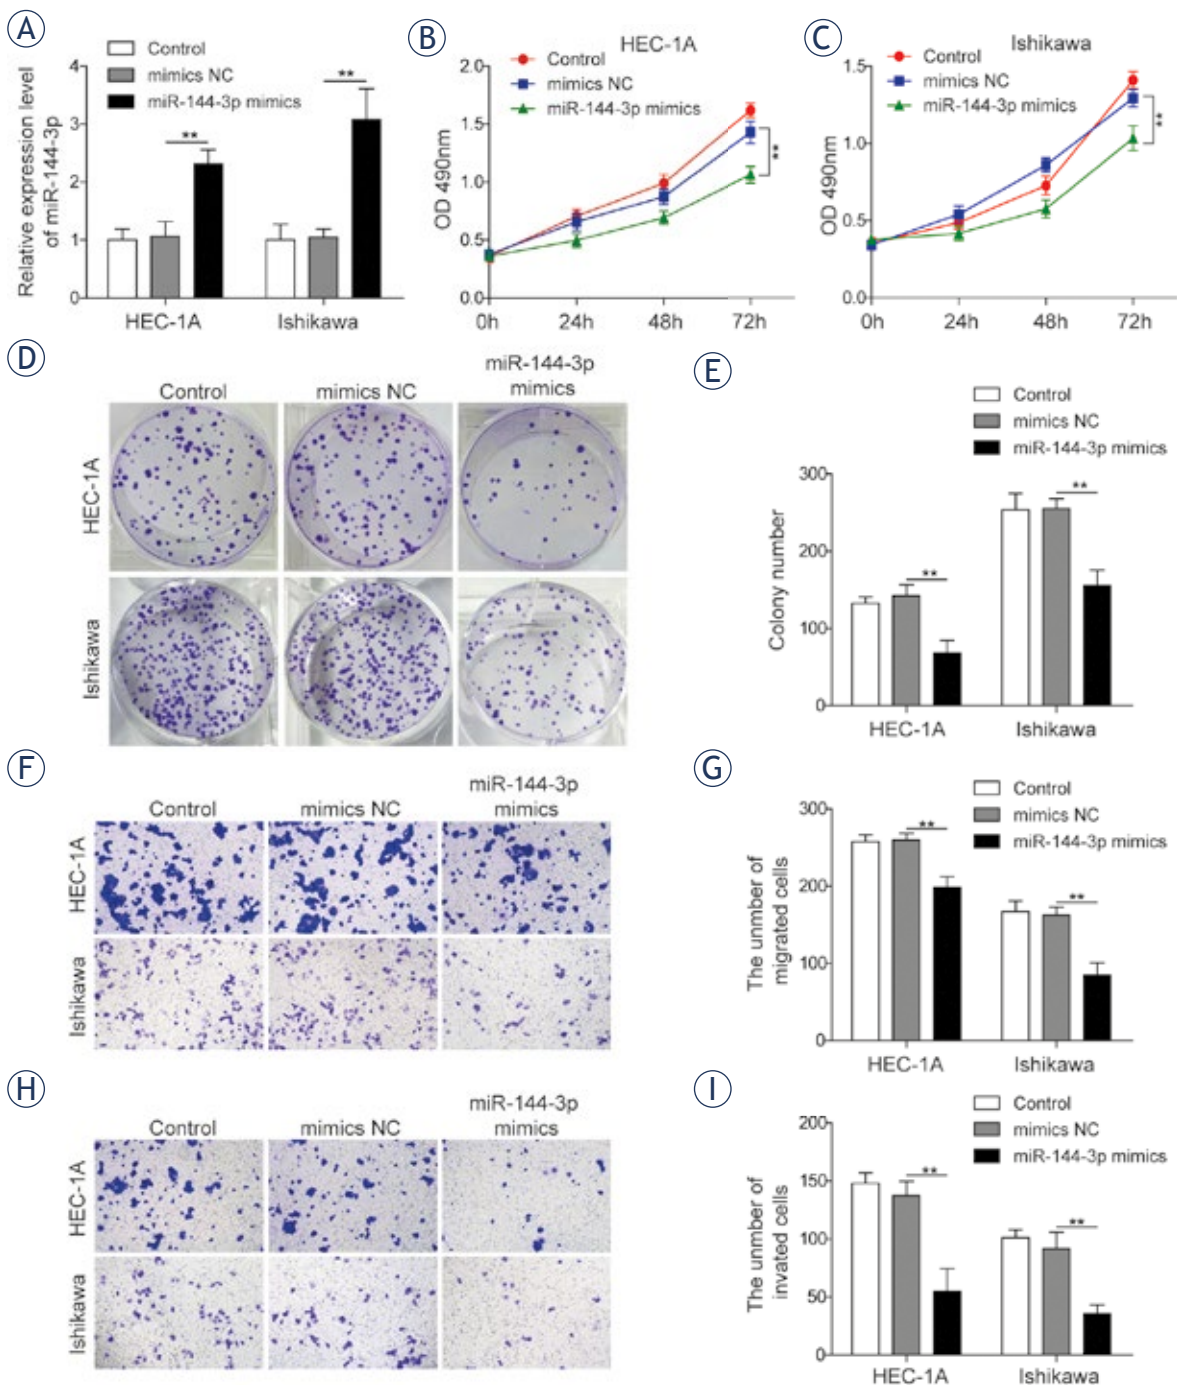 A
Control
mimics NC
miR-144-3p mimics
Relative expression level
of miR-144-3p
4
3
2
1
0
**
**
HEC-1A
Ishikawa
B
HEC-1A
Control
mimics NC
miR-144-3p mimics
OD 490nm
2.0
1.5
1.0
0.5
0.0
**
0h
24h
48h
72h
C
Ishikawa
Control
mimics NC
miR-144-3p mimics
OD 490nm
1.5
1.0
0.5
0.0
**
0h
24h
48h
72h
D
Control
mimics NC
miR-144-3p
mimics
HEC-1A
Ishikawa
E
Control
mimics NC
miR-144-3p mimics
Colony number
300
200
100
0
**
**
HEC-1A
Ishikawa
F
Control
mimics NC
miR-144-3p
mimics
HEC-1A
Ishikawa
G
Control
mimics NC
miR-144-3p mimics
The unmber of
migrated cells
300
200
100
0
**
**
HEC-1A
Ishikawa
H
Control
mimics NC
miR-144-3p
mimics
HEC-1A
Ishikawa
I
Control
mimics NC
miR-144-3p mimics
The unmber of
invated cells
200
150
100
50
0
**
**
HEC-1A
Ishikawa